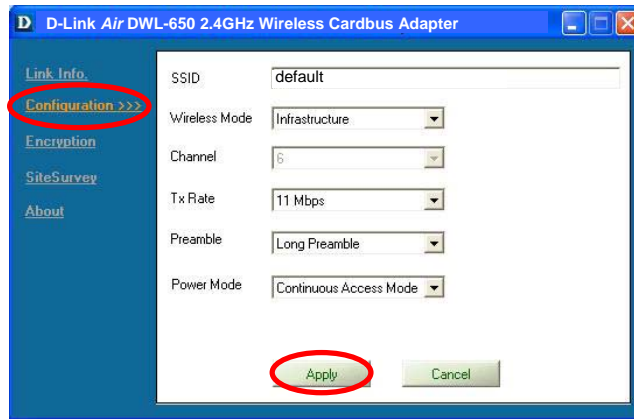 D D-Link Air DWL-650 2.4GHz Wireless Cardbus Adapter
Link Info.
Configuration >>>
Encryption
SiteSurvey
About
SSID default
Wireless Mode Infrastructure
Channel 6
Tx Rate 11 Mbps
Preamble Long Preamble
Power Mode Continuous Access Mode
Apply Cancel